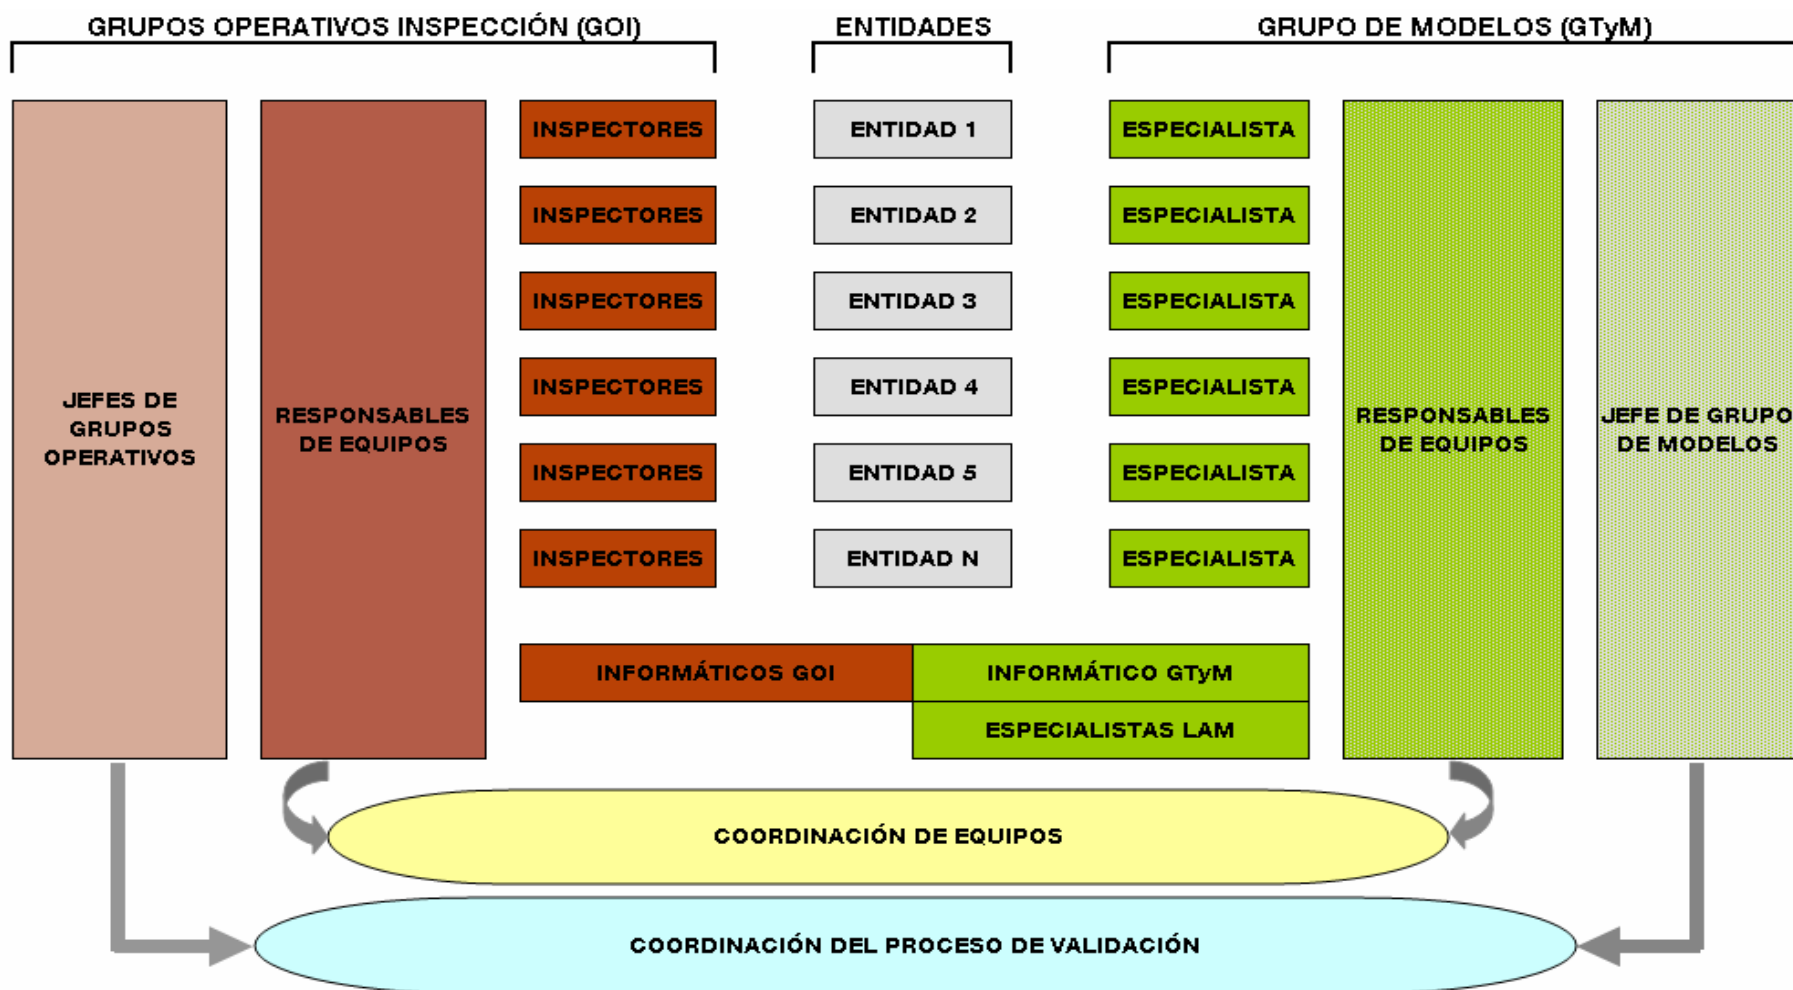 GRUPOS OPERATIVOS INSPECCIÓN (GOI)
ENTIDADES
GRUPO DE MODELOS (GTyM)
INSPECTORES
ENTIDAD 1
ESPECIALISTA
INSPECTORES
ENTIDAD 2
ESPECIALISTA
INSPECTORES
ENTIDAD 3
ESPECIALISTA
INSPECTORES
ENTIDAD 4
ESPECIALISTA
JEFES DE
GRUPOS
OPERATIVOS
RESPONSABLES
DE EQUIPOS
RESPONSABLES
DE EQUIPOS
JEFE DE GRUPO
DE MODELOS
INSPECTORES
ENTIDAD 5
ESPECIALISTA
INSPECTORES
ENTIDAD N
ESPECIALISTA
INFORMÁTICOS GOI
INFORMÁTICO GTyM
ESPECIALISTAS LAM
COORDINACIÓN DE EQUIPOS
COORDINACIÓN DEL PROCESO DE VALIDACIÓN